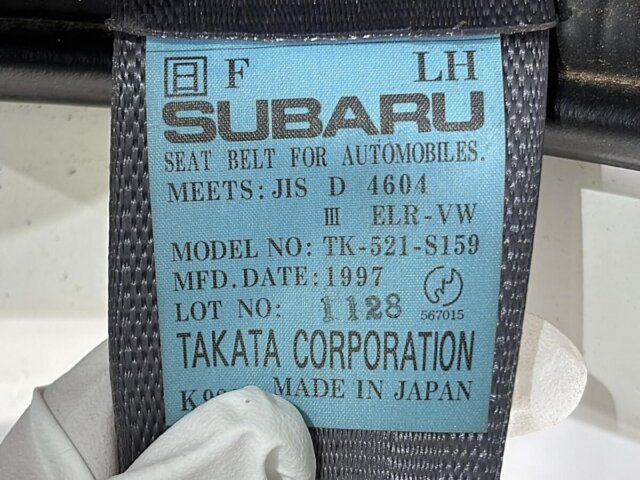 日 F LH
SUBARU
SEAT BELT FOR AUTOMOBILES.
MEETS: JIS D 4604
III ELR-VW
MODEL NO: TK-521-S159
MFD. DATE: 1997
LOT NO: 1128
567015
TAKATA CORPORATION
MADE IN JAPAN